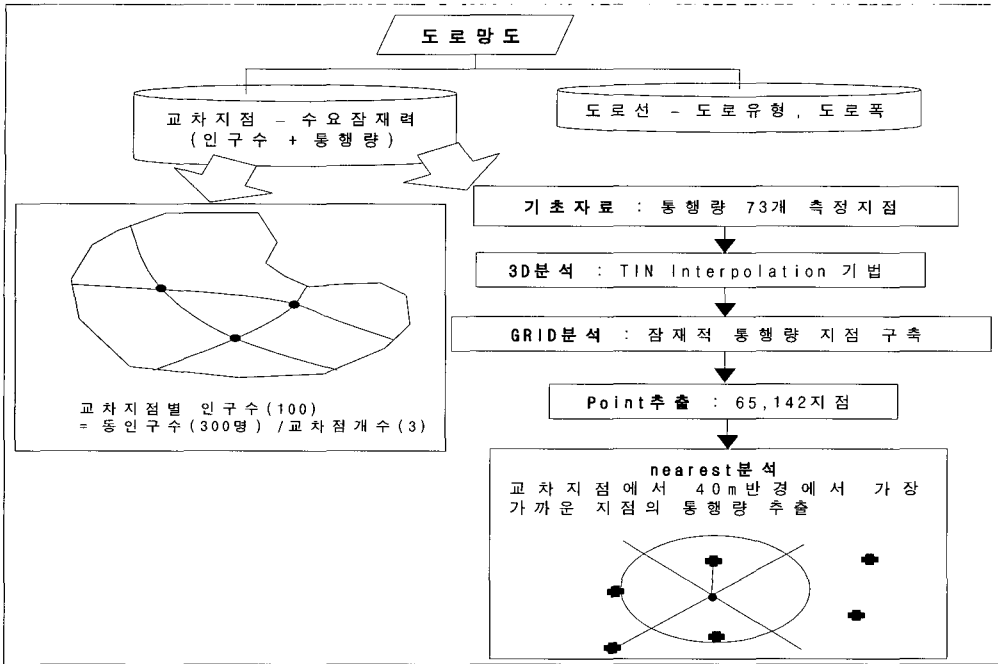 도로망도
교차지점 – 수요잠재력
(인구수 + 통행량)
도로선 – 도로유형, 도로폭
기초자료 : 통행량 73개 측정지점
3D분석 : TIN Interpolation 기법
GRID분석 : 잠재적 통행량 지점 구축
Point추출 : 65,142지점
교차지점별 인구수(100)
= 동인구수(300명) /교차점개수(3)
nearest분석
교차지점에서 40m반경에서 가장
가까운 지점의 통행량 추출